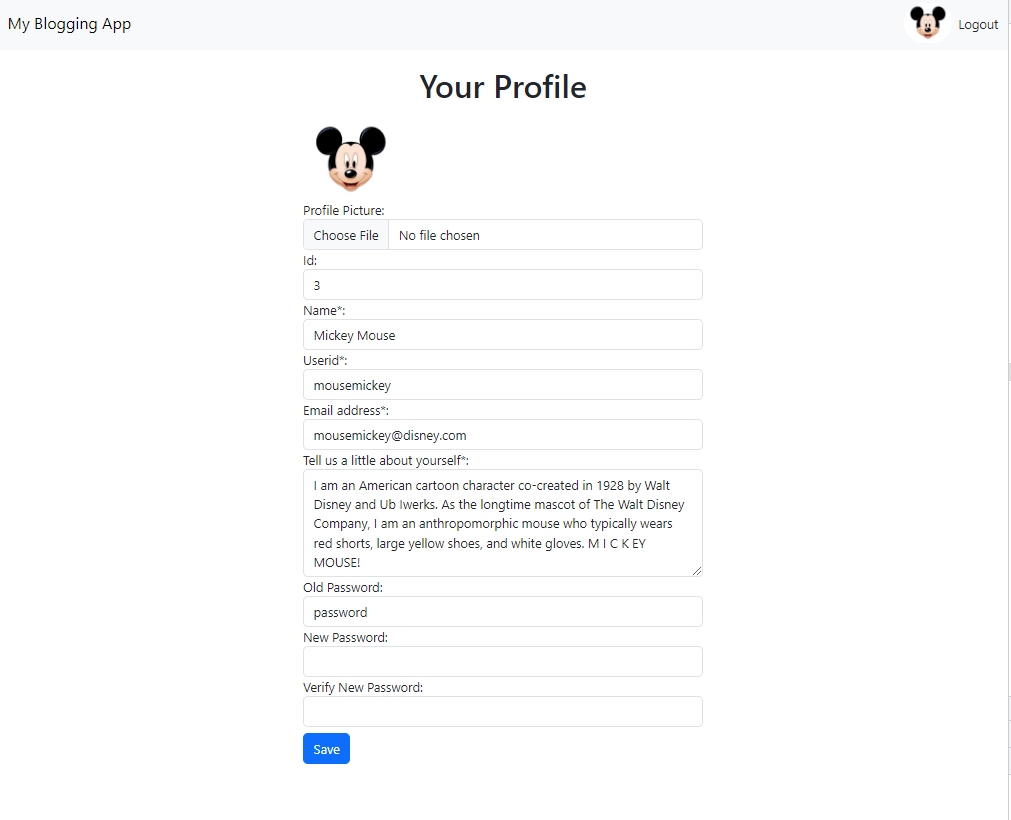 My Blogging App
Logout
Your Profile
Profile Picture:
Choose File No file chosen
Id:
3
Name*:
Mickey Mouse
Userid*:
mousemickey
Email address*:
mousemickey@disney.com
Tell us a little about yourself*:
I am an American cartoon character co-created in 1928 by Walt
Disney and Ub Iwerks. As the longtime mascot of The Walt Disney
Company, I am an anthropomorphic mouse who typically wears
red shorts, large yellow shoes, and white gloves. M I C K EY
MOUSE!
Old Password:
password
New Password:
Verify New Password:
Save